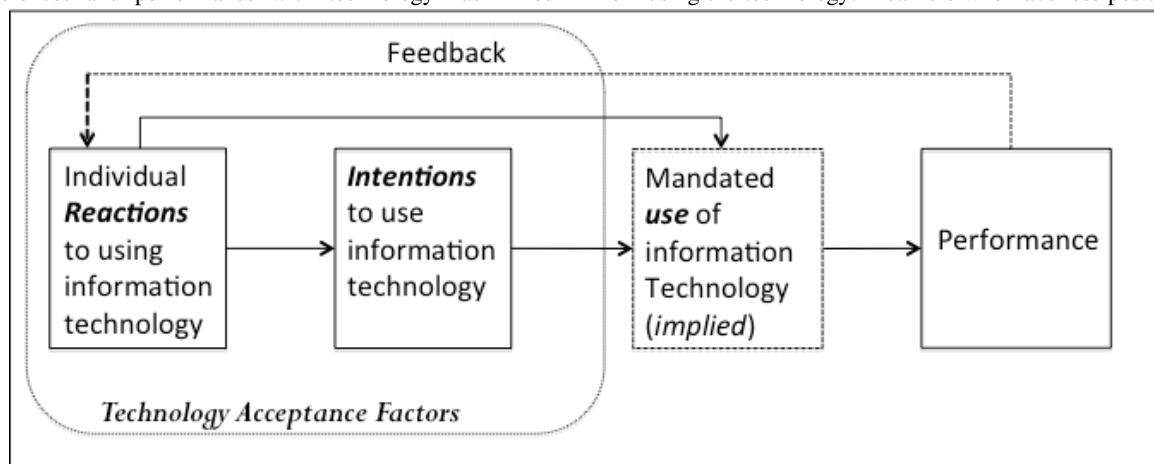 Feedback
Individual
Reactions
to using
information
technology
Intentions
to use
information
technology
Mandated
use of
information
Technology
(implied)
Performance
Technology Acceptance Factors